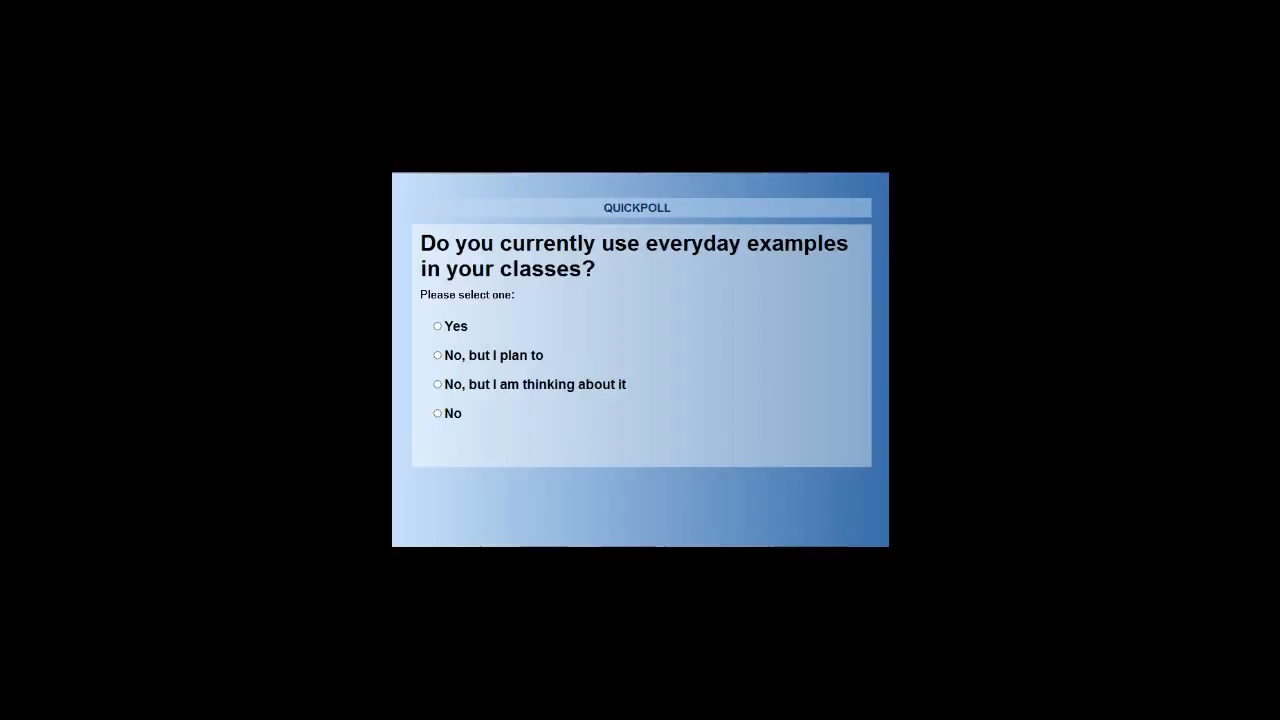 QUICKPOLL
Do you currently use everyday examples
in your classes?
Please select one:
Yes
No, but I plan to
No, but I am thinking about it
No